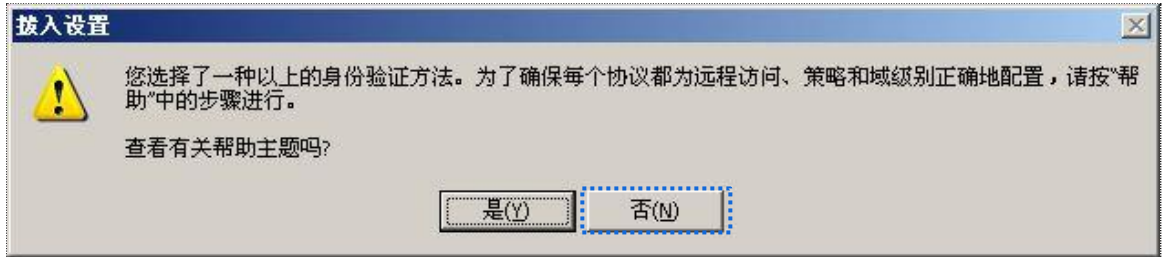 拨入设置
您选择了一种以上的身份验证方法。为了确保每个协议都为远程访问、策略和域级别正确地配置，请按“帮
助”中的步骤进行。
查看有关帮助主题吗?
是(Y) 否(N)